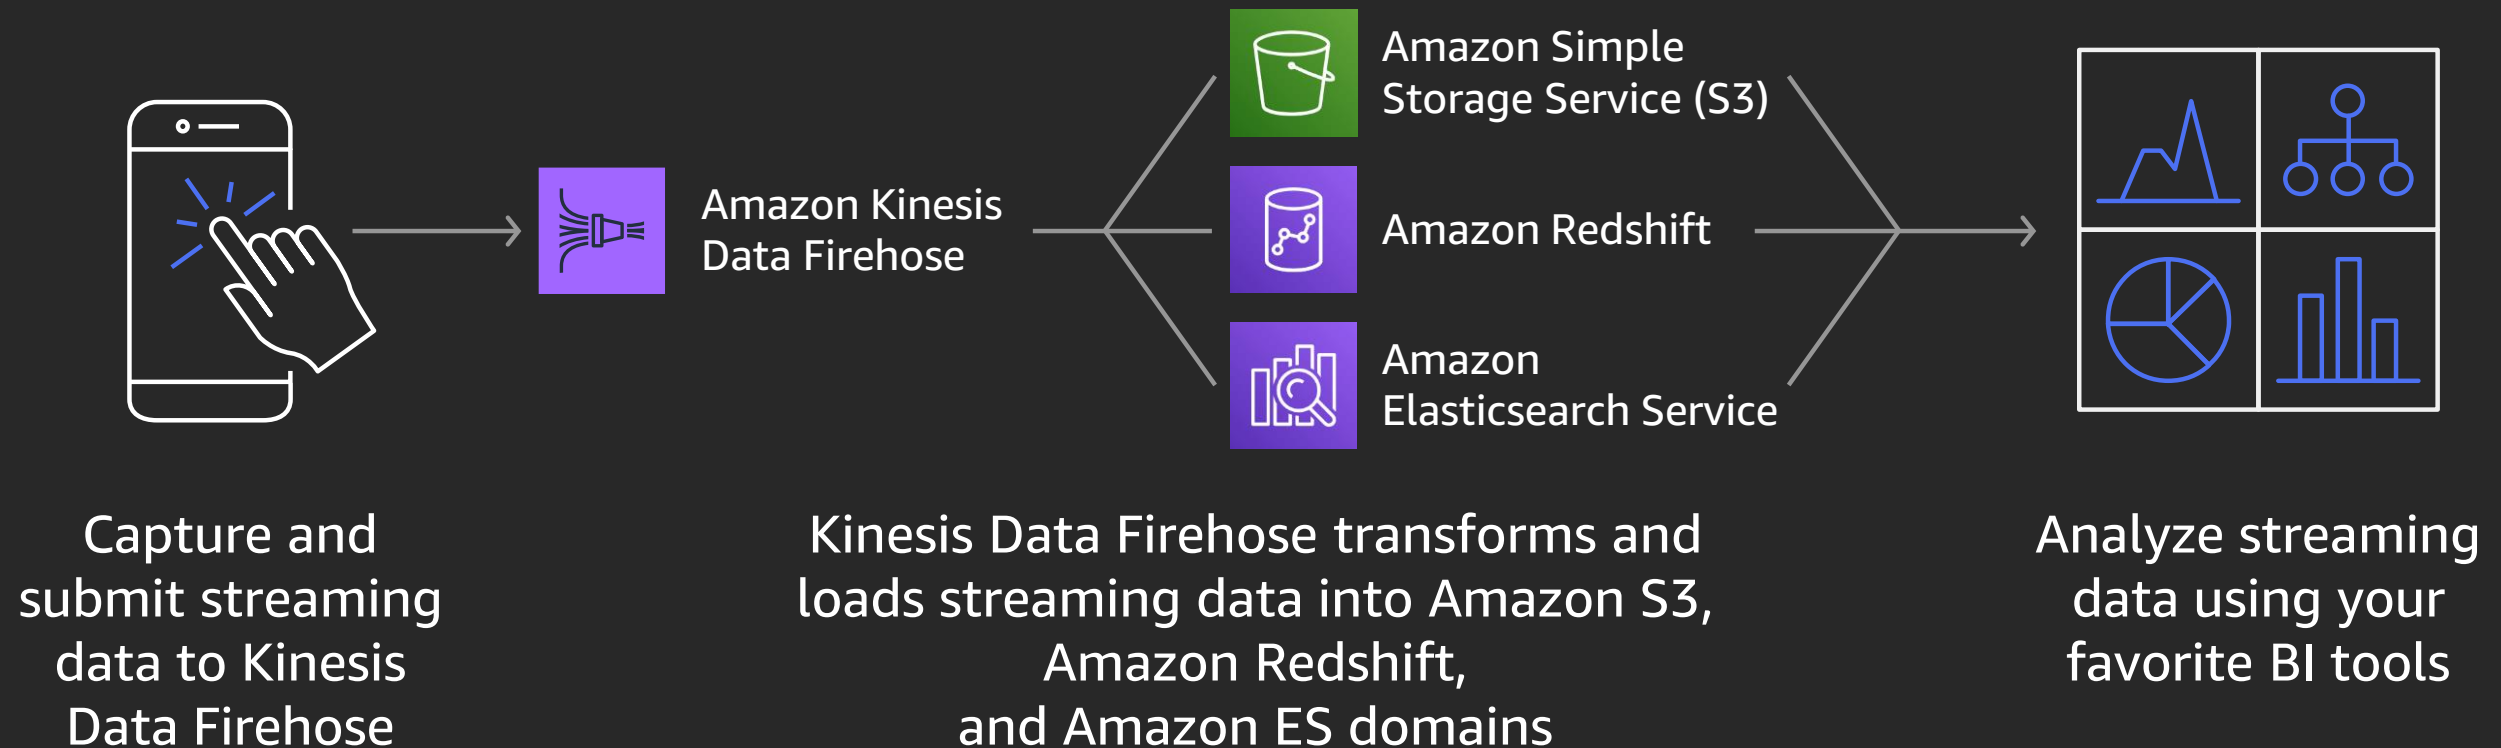 Amazon Simple
Storage Service (S3)
Amazon Kinesis
Data Firehose
Amazon Redshift
Amazon
Elasticsearch Service
Capture and
submit streaming
data to Kinesis
Data Firehose
Kinesis Data Firehose transforms and
loads streaming data into Amazon S3,
Amazon Redshift,
and Amazon ES domains
Analyze streaming
data using your
favorite BI tools